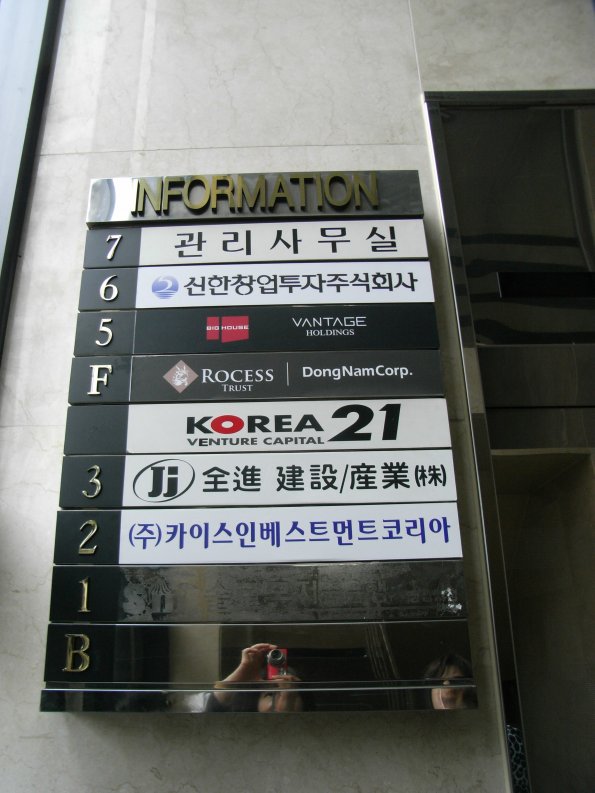 INFORMATION
7 관리사무실
6 신한창업투자주식회사
5 BIGHOUSE VANTAGE HOLDINGS
F ROCESS TRUST DongNamCorp.
KOREA 21 VENTURE CAPITAL
3 Jj 全進 建設/産業(株)
2 (주)카이스인베스트먼트코리아
1
B